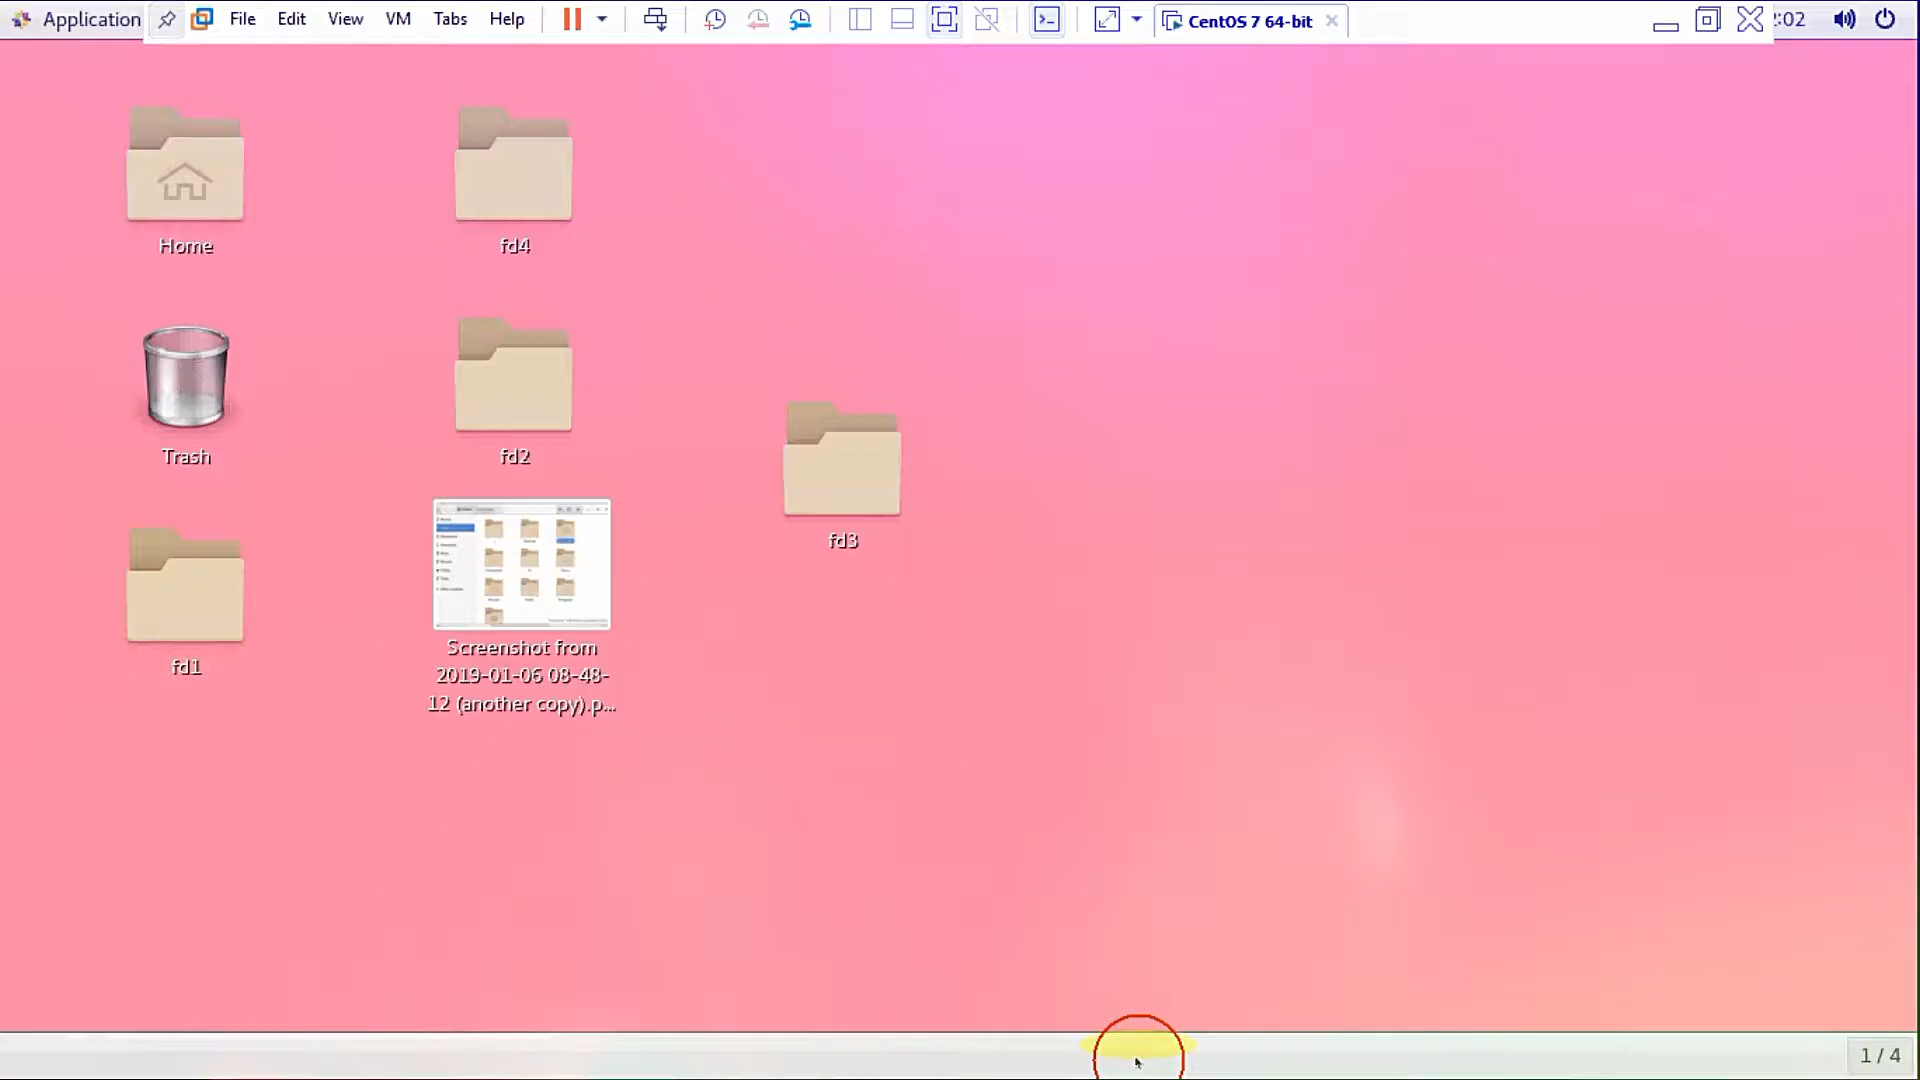 Application File Edit View VM Tabs Help CentOS 7 64-bit :02
Home
fd4
Trash
fd2
fd3
fd1
Screenshot from
2019-01-06 08-48-
12 (another copy).p...
1 / 4